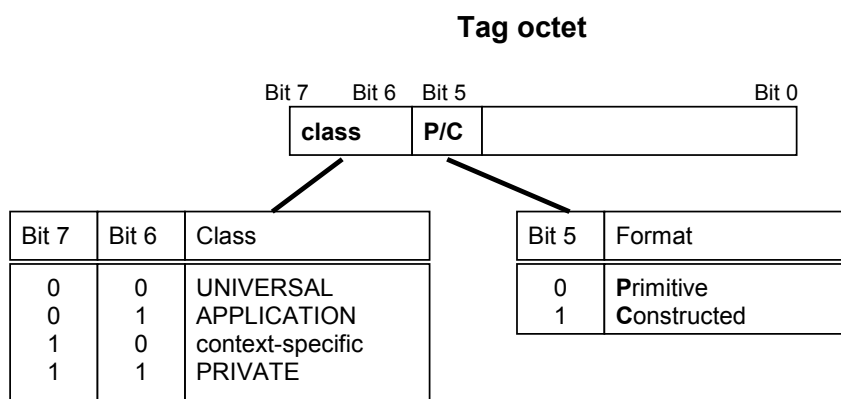 Tag octet
Bit 7 Bit 6 Bit 5 Bit 0
class P/C
Bit 7 Bit 6 Class
0 0 UNIVERSAL
0 1 APPLICATION
1 0 context-specific
1 1 PRIVATE
Bit 5 Format
0 Primitive
1 Constructed